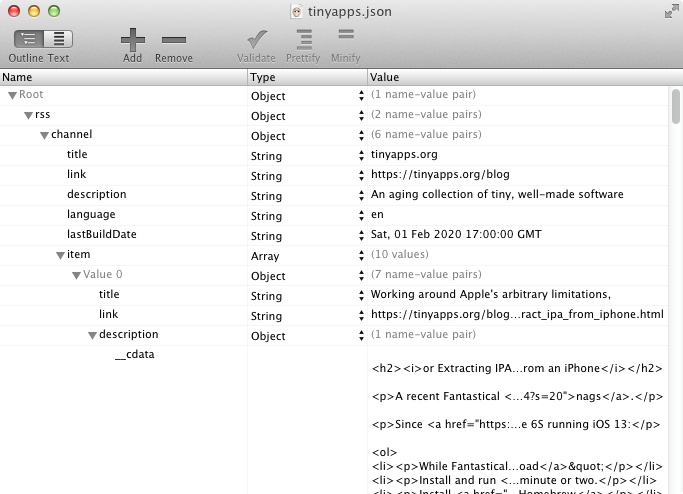 tinyapps.json
Outline Text Add Remove Validate Prettify Minify
Name Type Value
Root Object (1 name-value pair)
rss Object (2 name-value pairs)
channel Object (6 name-value pairs)
title String tinyapps.org
link String https://tinyapps.org/blog
description String An aging collection of tiny, well-made software
language String en
lastBuildDate String Sat, 01 Feb 2020 17:00:00 GMT
item Array (10 values)
Value 0 Object (7 name-value pairs)
title String Working around Apple's arbitrary limitations,
link String https://tinyapps.org/blog...ract_ipa_from_iphone.html
description Object (1 name-value pair)
__cdata
<h2><i>or Extracting IPA...rom an iPhone</i></h2>
<p>A recent Fantastical <...4?s=20">nags</a>.</p>
<p>Since <a href="https:...e 6S running iOS 13:</p>
<ol>
<li><p>While Fantastical...oad</a>&quot;</p></li>
<li><p>Install and run <...minute or two.</p></li>
<li><p>Install <a href="...Homebrew</a></p></li>